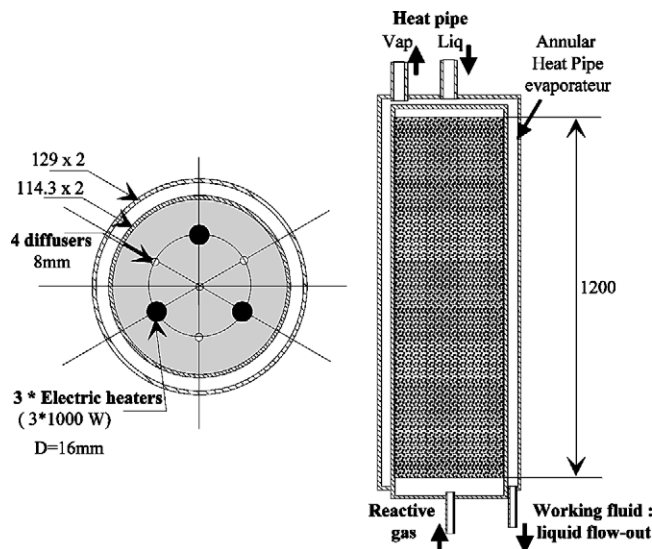 Heat pipe
Vap
Liq
Annular
Heat Pipe
evaporateur
129 x 2
114.3 x 2
4 diffusers
8mm
3 * Electric heaters
( 3*1000 W)
D=16mm
1200
Reactive
gas
Working fluid :
liquid flow-out